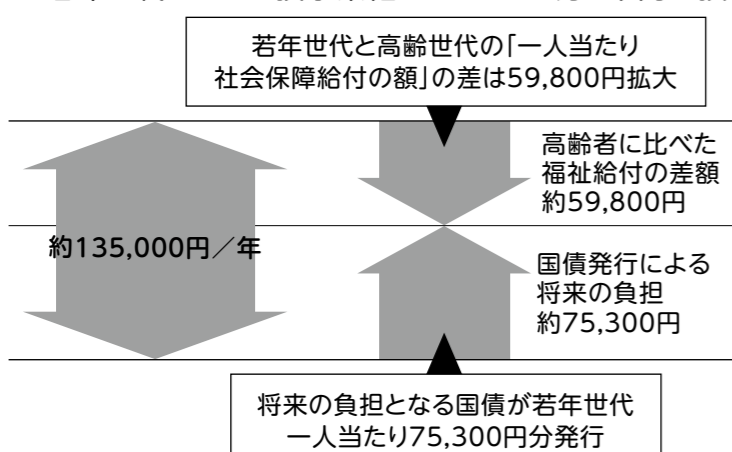 若年世代と高齢世代の「一人当たり
社会保障給付の額」の差は59,800円拡大
高齢者に比べた
福祉給付の差額
約59,800円
約135,000円／年
国債発行による
将来の負担
約75,300円
将来の負担となる国債が若年世代
一人当たり75,300円分発行